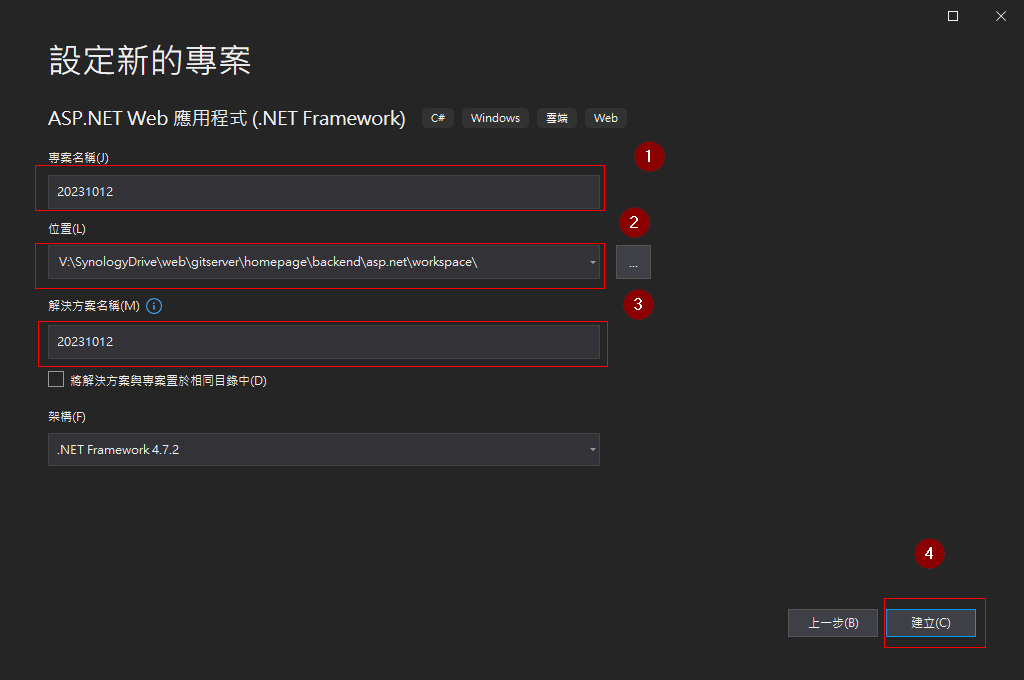 設定新的專案
ASP.NET Web 應用程式 (.NET Framework) C# Windows 雲端 Web
專案名稱(J)
1
20231012
位置(L)
2
V:\SynologyDrive\web\gitserver\homepage\backend\asp.net\workspace\
...
解決方案名稱(M)
3
20231012
將解決方案與專案置於相同目錄中(D)
架構(F)
.NET Framework 4.7.2
4
上一步(B) 建立(C)